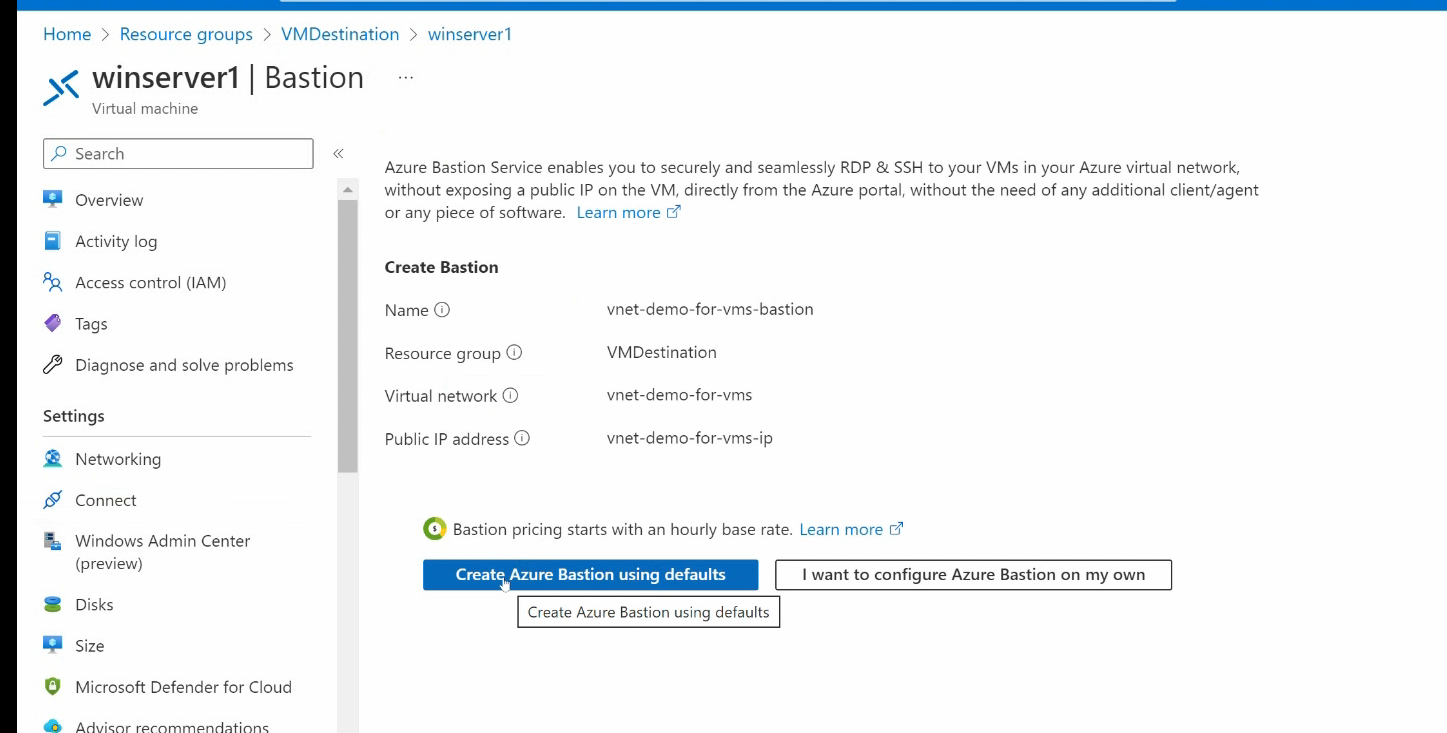 Home > Resource groups > VMDestination > winserver1
winserver1 | Bastion ...
Virtual machine
Search «
Overview
Activity log
Access control (IAM)
Tags
Diagnose and solve problems
Settings
Networking
Connect
Windows Admin Center
(preview)
Disks
Size
Microsoft Defender for Cloud
Advisor recommendations
Azure Bastion Service enables you to securely and seamlessly RDP & SSH to your VMs in your Azure virtual network,
without exposing a public IP on the VM, directly from the Azure portal, without the need of any additional client/agent
or any piece of software. Learn more
Create Bastion
Name vnet-demo-for-vms-bastion
Resource group VMDestination
Virtual network vnet-demo-for-vms
Public IP address vnet-demo-for-vms-ip
Bastion pricing starts with an hourly base rate. Learn more
Create Azure Bastion using defaults I want to configure Azure Bastion on my own
Create Azure Bastion using defaults